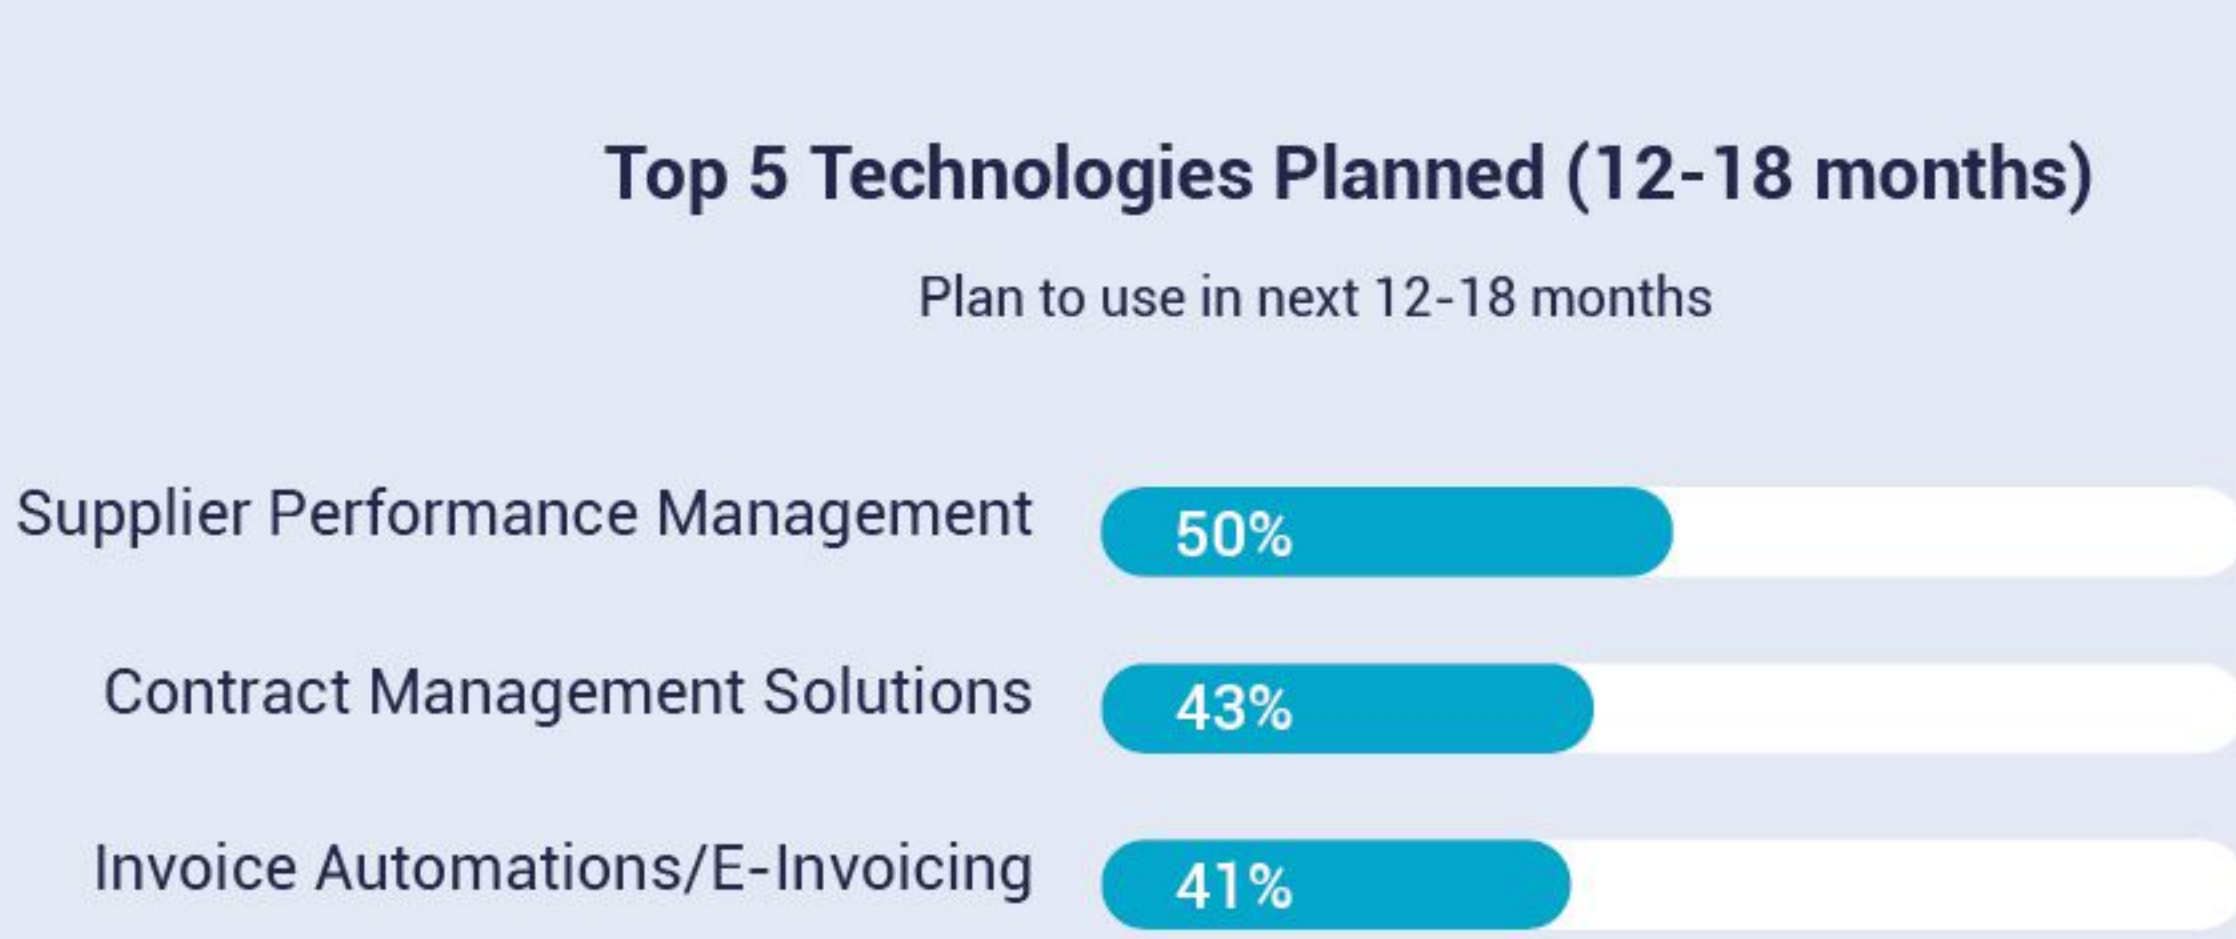 Top 5 Technologies Planned (12-18 months)
Plan to use in next 12-18 months
Supplier Performance Management 50%
Contract Management Solutions 43%
Invoice Automations/E-Invoicing 41%